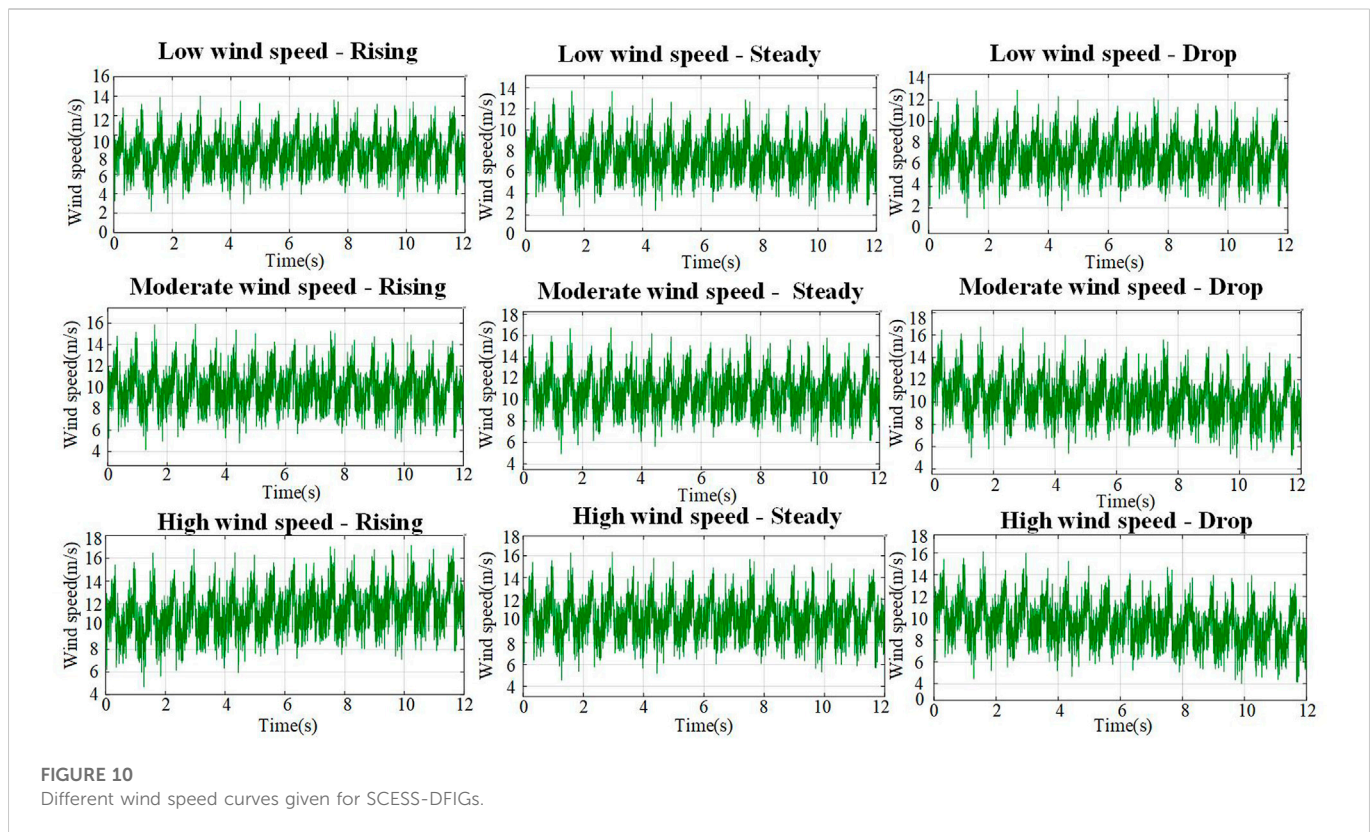 Low wind speed - Rising
Wind speed(m/s)
16
14
12
10
8
6
4
2
0
0 2 4 6 8 10 12
Time(s)
Low wind speed - Steady
Wind speed(m/s)
14
12
10
8
6
4
2
0
0 2 4 6 8 10 12
Time(s)
Low wind speed - Drop
Wind speed(m/s)
14
12
10
8
6
4
2
0
0 2 4 6 8 10 12
Time(s)
Moderate wind speed - Rising
Wind speed(m/s)
16
14
12
10
8
6
4
0 2 4 6 8 10 12
Time(s)
Moderate wind speed - Steady
Wind speed(m/s)
18
16
14
12
10
8
6
4
0 2 4 6 8 10 12
Time(s)
Moderate wind speed - Drop
Wind speed(m/s)
18
16
14
12
10
8
6
4
0 2 4 6 8 10 12
Time(s)
High wind speed - Rising
Wind speed(m/s)
18
16
14
12
10
8
6
4
0 2 4 6 8 10 12
Time(s)
High wind speed - Steady
Wind speed(m/s)
18
16
14
12
10
8
6
4
0 2 4 6 8 10 12
Time(s)
High wind speed - Drop
Wind speed(m/s)
18
16
14
12
10
8
6
4
0
0 2 4 6 8 10 12
Time(s)
FIGURE 10
Different wind speed curves given for SCESS-DFIGs.